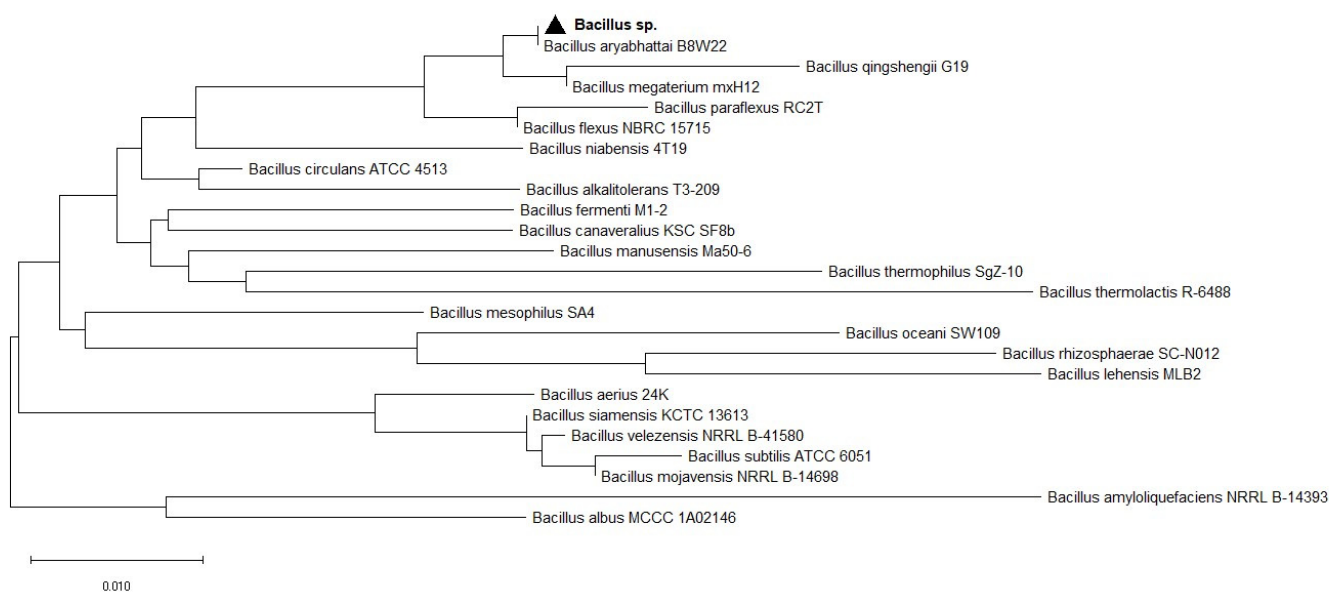 Bacillus sp.
Bacillus aryabhattai B8W22
Bacillus qingshengii G19
Bacillus megaterium mxH12
Bacillus paraflexus RC2T
Bacillus flexus NBRC 15715
Bacillus niabensis 4T19
Bacillus circulans ATCC 4513
Bacillus alkalitolerans T3-209
Bacillus fermenti M1-2
Bacillus canaveralius KSC SF8b
Bacillus manusensis Ma50-6
Bacillus thermophilus SgZ-10
Bacillus thermolactis R-6488
Bacillus mesophilus SA4
Bacillus oceani SW109
Bacillus rhizosphaerae SC-N012
Bacillus lehensis MLB2
Bacillus aerius 24K
Bacillus siamensis KCTC 13613
Bacillus velezensis NRRL B-41580
Bacillus subtilis ATCC 6051
Bacillus mojavensis NRRL B-14698
Bacillus amyloliquefaciens NRRL B-14393
Bacillus albus MCCC 1A02146
0.010